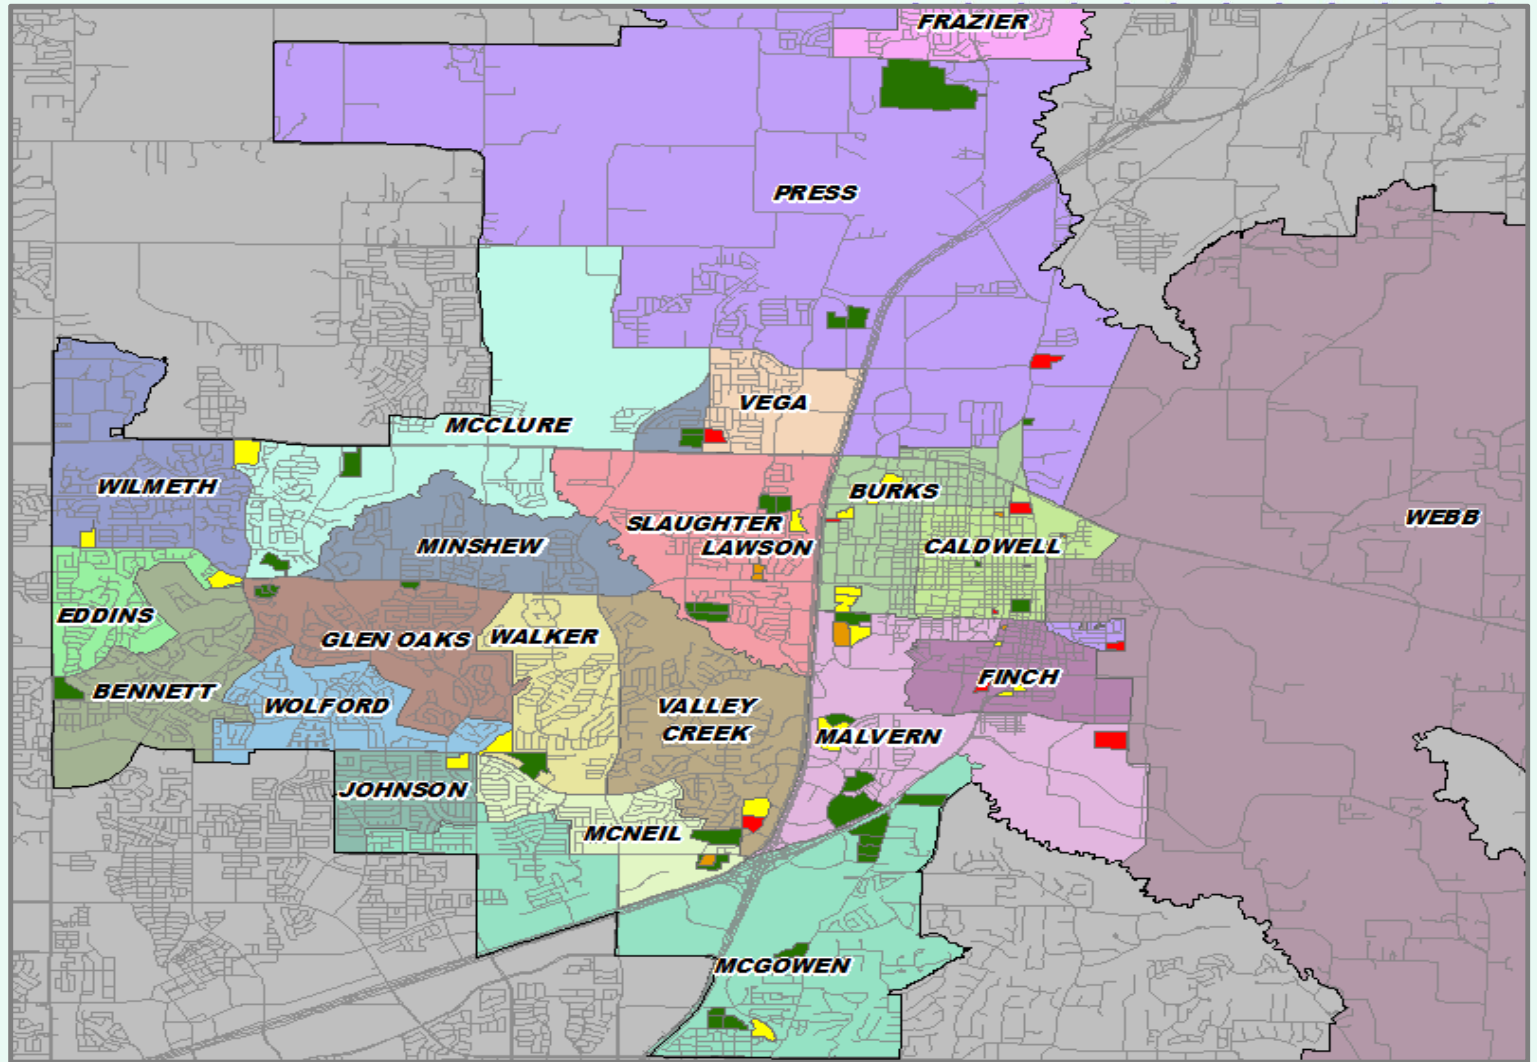 FRAZIER
PRESS
VEGA
MCCLURE
WILMETH
BURKS
SLAUGHTER
WEBB
MINSHEW
LAWSON
CALDWELL
EDDINS
GLEN OAKS
WALKER
FINCH
BENNETT
WOLFORD
VALLEY
CREEK
MALVERN
JOHNSON
MCNEIL
MCGOWEN